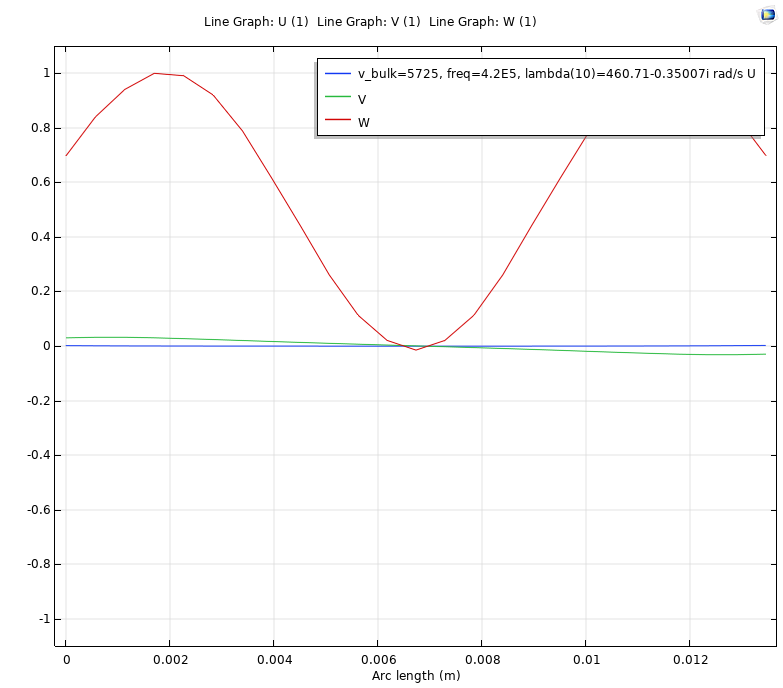 Line Graph: U (1)  Line Graph: V (1)  Line Graph: W (1)
v_bulk=5725, freq=4.2E5, lambda(10)=460.71-0.35007i rad/s U
V
W
1
0.8
0.6
0.4
0.2
0
-0.2
-0.4
-0.6
-0.8
-1
0 0.002 0.004 0.006 0.008 0.01 0.012
Arc length (m)